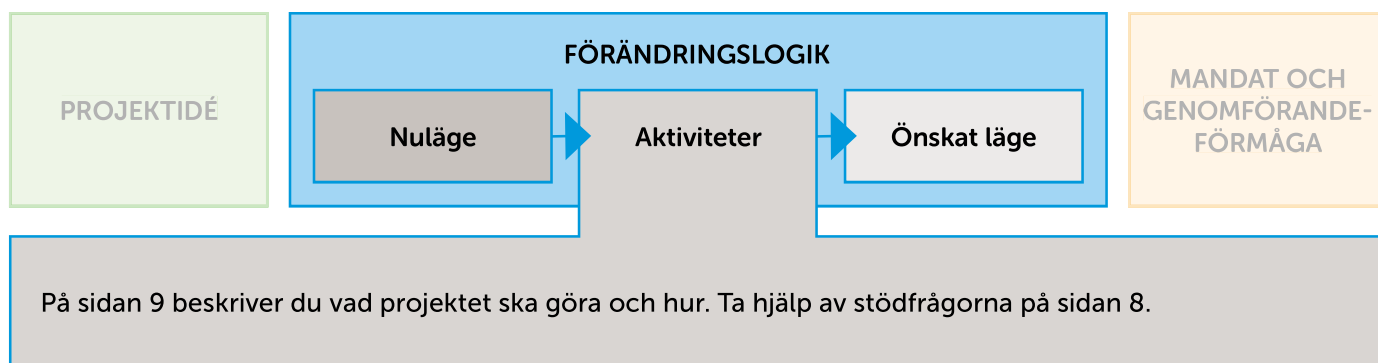 FÖRÄNDRINGSLOGIK
PROJEKTIDÉ
Nuläge
Aktiviteter
Önskat läge
MANDAT OCH
GENOMFÖRANDE-
FÖRMÅGA
På sidan 9 beskriver du vad projektet ska göra och hur. Ta hjälp av stödfrågorna på sidan 8.